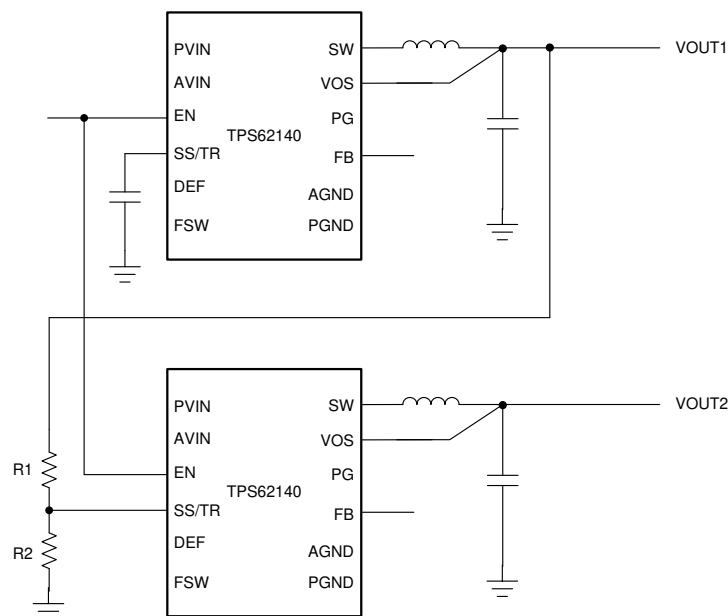 PVIN SW VOUT1
AVIN VOS
EN PG
TPS62140
SS/TR FB
DEF AGND
FSW PGND
PVIN SW VOUT2
AVIN VOS
R1 EN PG
TPS62140
SS/TR FB
R2 DEF AGND
FSW PGND